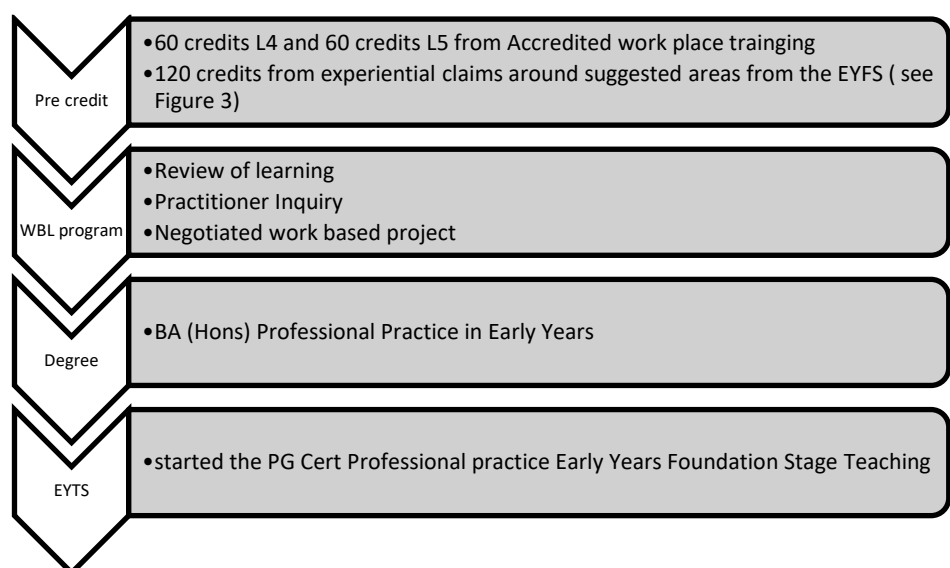 Pre credit
•60 credits L4 and 60 credits L5 from Accredited work place trainging
•120 credits from experiential claims around suggested areas from the EYFS ( see
Figure 3)
WBL program
•Review of learning
•Practitioner Inquiry
•Negotiated work based project
Degree
•BA (Hons) Professional Practice in Early Years
EYTS
•started the PG Cert Professional practice Early Years Foundation Stage Teaching